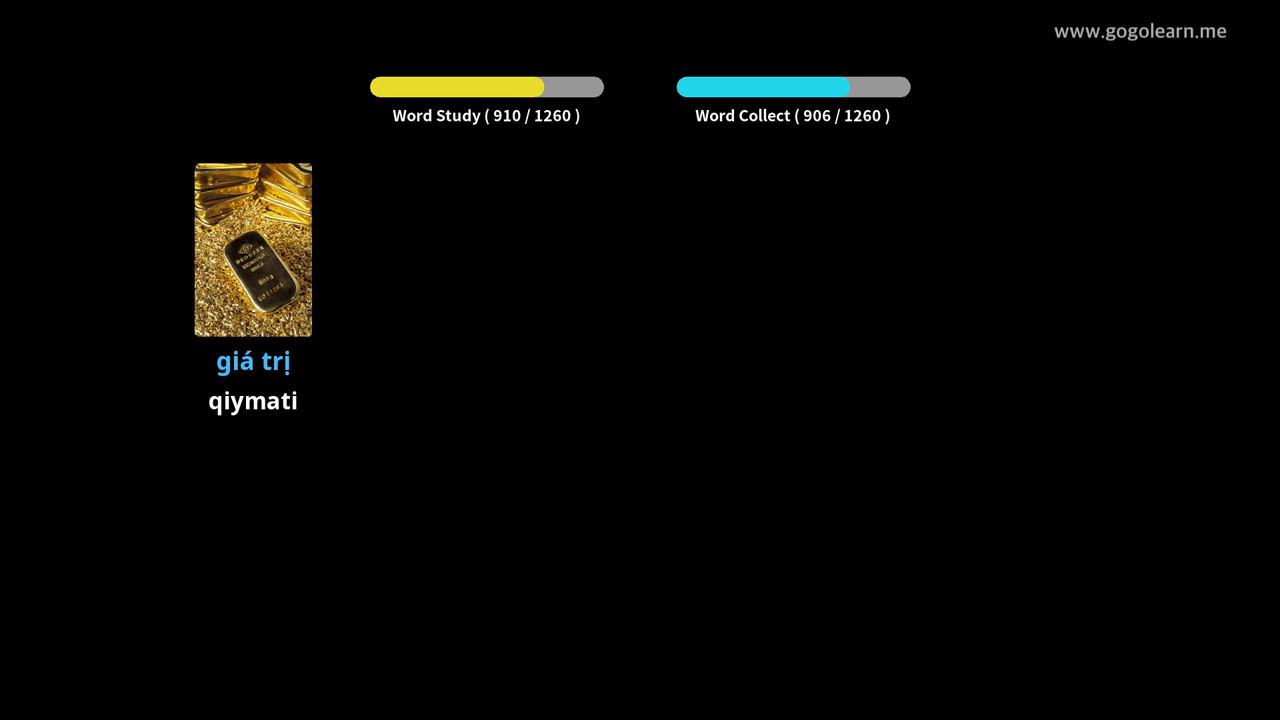 www.gogolearn.me
Word Study ( 910 / 1260 )
Word Collect ( 906 / 1260 )
giá trị
qiymati